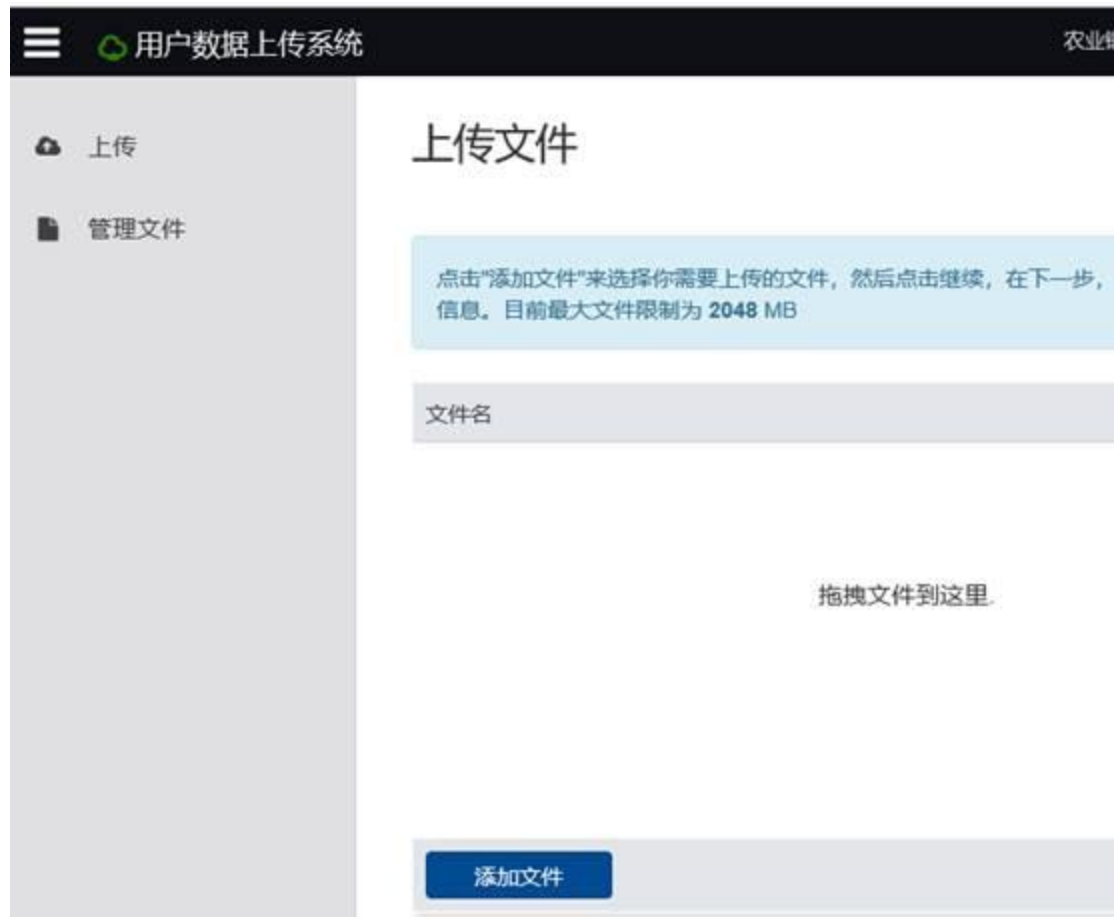 用户数据上传系统
农业
上传
管理文件
上传文件
点击"添加文件"来选择你需要上传的文件，然后点击继续，在下一步，
信息。目前最大文件限制为 2048 MB
文件名
拖拽文件到这里.
添加文件